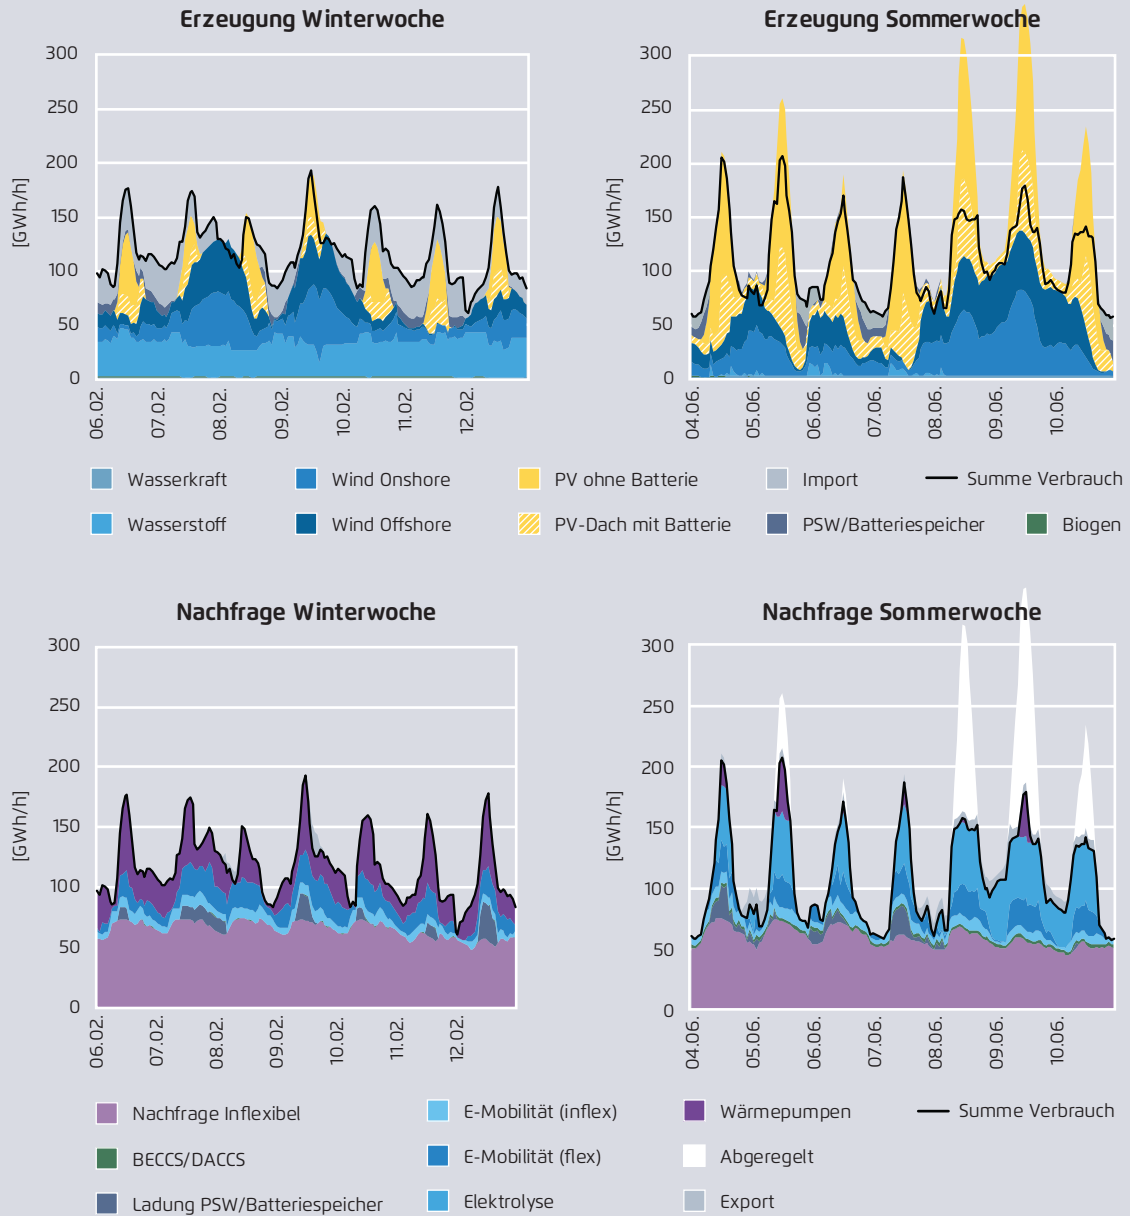 Erzeugung Winterwoche
[GWh/h]
300
250
200
150
100
50
0
06.02.
07.02.
08.02.
09.02.
10.02.
11.02.
12.02.
Erzeugung Sommerwoche
[GWh/h]
300
250
200
150
100
50
0
04.06.
05.06.
06.06.
07.06.
08.06.
09.06.
10.06.
Wasserkraft
Wind Onshore
PV ohne Batterie
Import
Summe Verbrauch
Wasserstoff
Wind Offshore
PV-Dach mit Batterie
PSW/Batteriespeicher
Biogen
Nachfrage Winterwoche
[GWh/h]
300
250
200
150
100
50
0
06.02.
07.02.
08.02.
09.02.
10.02.
11.02.
12.02.
Nachfrage Sommerwoche
[GWh/h]
300
250
200
150
100
50
0
04.06.
05.06.
06.06.
07.06.
08.06.
09.06.
10.06.
Nachfrage Inflexibel
E-Mobilität (inflex)
Wärmepumpen
Summe Verbrauch
BECCS/DACCS
E-Mobilität (flex)
Abgeregelt
Ladung PSW/Batteriespeicher
Elektrolyse
Export